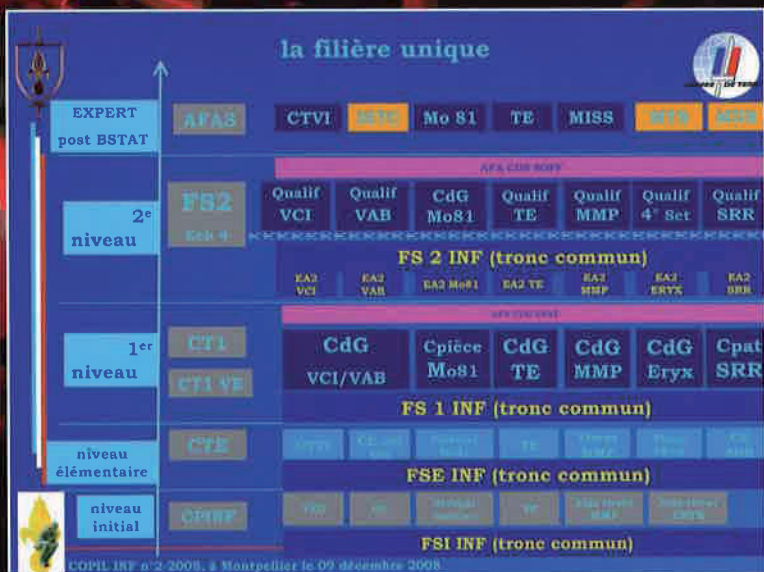 la filière unique
EXPERT
post BSTAT
AFAS
CTVI
Mo 81
TE
MISS
2e
niveau
FS2
Ech 4
Qualif
VCI
Qualif
VAB
CdG
Mo81
Qualif
TE
Qualif
MMP
Qualif
4° Sct
Qualif
SRR
FS 2 INF (tronc commun)
EA2
VCI
EA2
VAB
EA2 Mo81
EA2 TE
EA2
MMP
EA2
ERYX
EA2
SRR
1er
niveau
CT1
CT1 VE
CdG
VCI/VAB
Cpièce
Mo81
CdG
TE
CdG
MMP
CdG
Eryx
Cpat
SRR
FS 1 INF (tronc commun)
niveau
élémentaire
CTE
TE
MMP
FSE INF (tronc commun)
niveau
initial
CPINF
FSI INF (tronc commun)
COPIL INF n°2-2008, à Montpellier le 09 décembre 2008